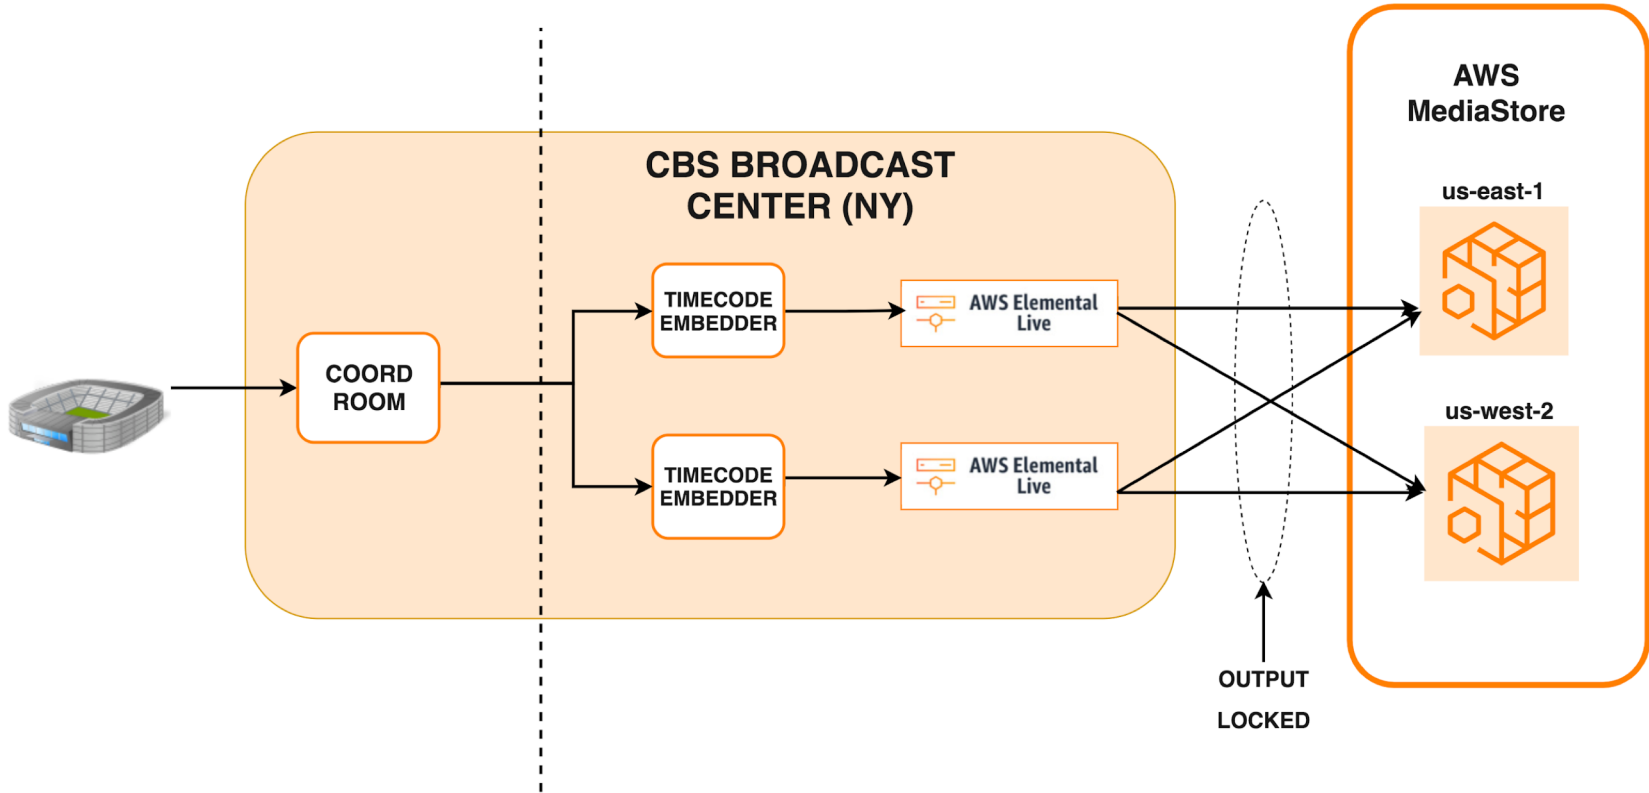 CBS BROADCAST
CENTER (NY)
COORD
ROOM
TIMECODE
EMBEDDER
AWS Elemental
Live
TIMECODE
EMBEDDER
AWS Elemental
Live
OUTPUT
LOCKED
AWS
MediaStore
us-east-1
us-west-2